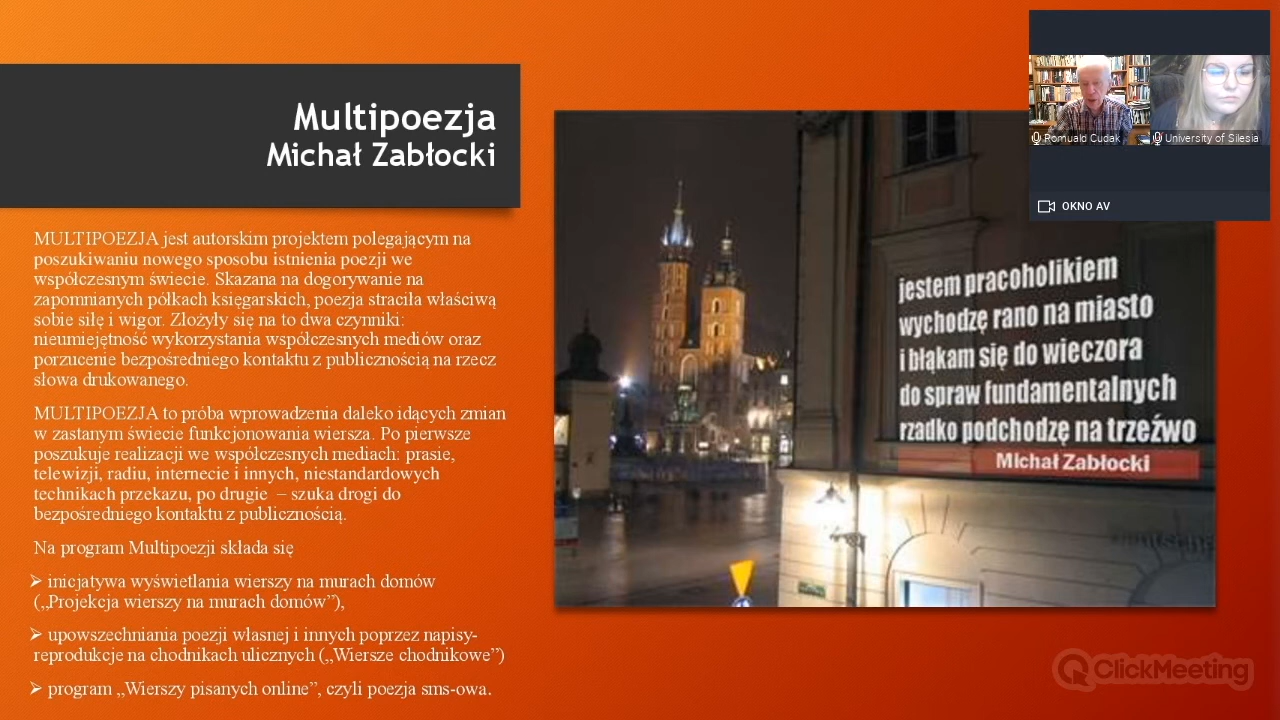 Multipoezja
Michał Zabłocki
MULTIPOEZJA jest autorskim projektem polegającym na
poszukiwaniu nowego sposobu istnienia poezji we
współczesnym świecie. Skazana na dogorywanie na
zapomnianych półkach księgarskich, poezja straciła właściwą
sobie siłę i wigor. Złożyły się na to dwa czynniki:
nieumiejętność wykorzystania współczesnych mediów oraz
porzucenie bezpośredniego kontaktu z publicznością na rzecz
słowa drukowanego.
MULTIPOEZJA to próba wprowadzenia daleko idących zmian
w zastanym świecie funkcjonowania wiersza. Po pierwsze
poszukuje realizacji we współczesnych mediach: prasie,
telewizji, radiu, internecie i innych, niestandardowych
technikach przekazu, po drugie – szuka drogi do
bezpośredniego kontaktu z publicznością.
Na program Multipoezji składa się
➢ inicjatywa wyświetlania wierszy na murach domów
(„Projekcja wierszy na murach domów”),
➢ upowszechniania poezji własnej i innych poprzez napisy-
reprodukcje na chodnikach ulicznych („Wiersze chodnikowe”)
➢ program „Wierszy pisanych online”, czyli poezja sms-owa.
jestem pracoholikiem
wychodzę rano na miasto
i błąkam się do wieczora
do spraw fundamentalnych
rzadko podchodzę na trzeźwo
Michał Zabłocki
Romuald Cudak
University of Silesia
OKNO AV
ClickMeeting